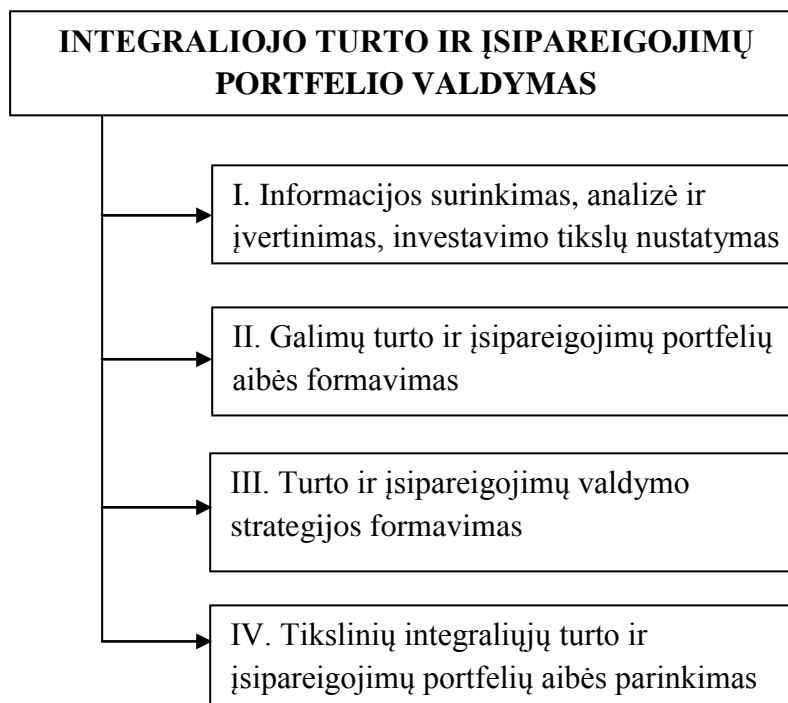 INTEGRALIOJO TURTO IR ĮSIPAREIGOJIMŲ
PORTFELIO VALDYMAS
I. Informacijos surinkimas, analizė ir
įvertinimas, investavimo tikslų nustatymas
II. Galimų turto ir įsipareigojimų portfelių
aibės formavimas
III. Turto ir įsipareigojimų valdymo
strategijos formavimas
IV. Tikslinių integraliųjų turto ir
įsipareigojimų portfelių aibės parinkimas